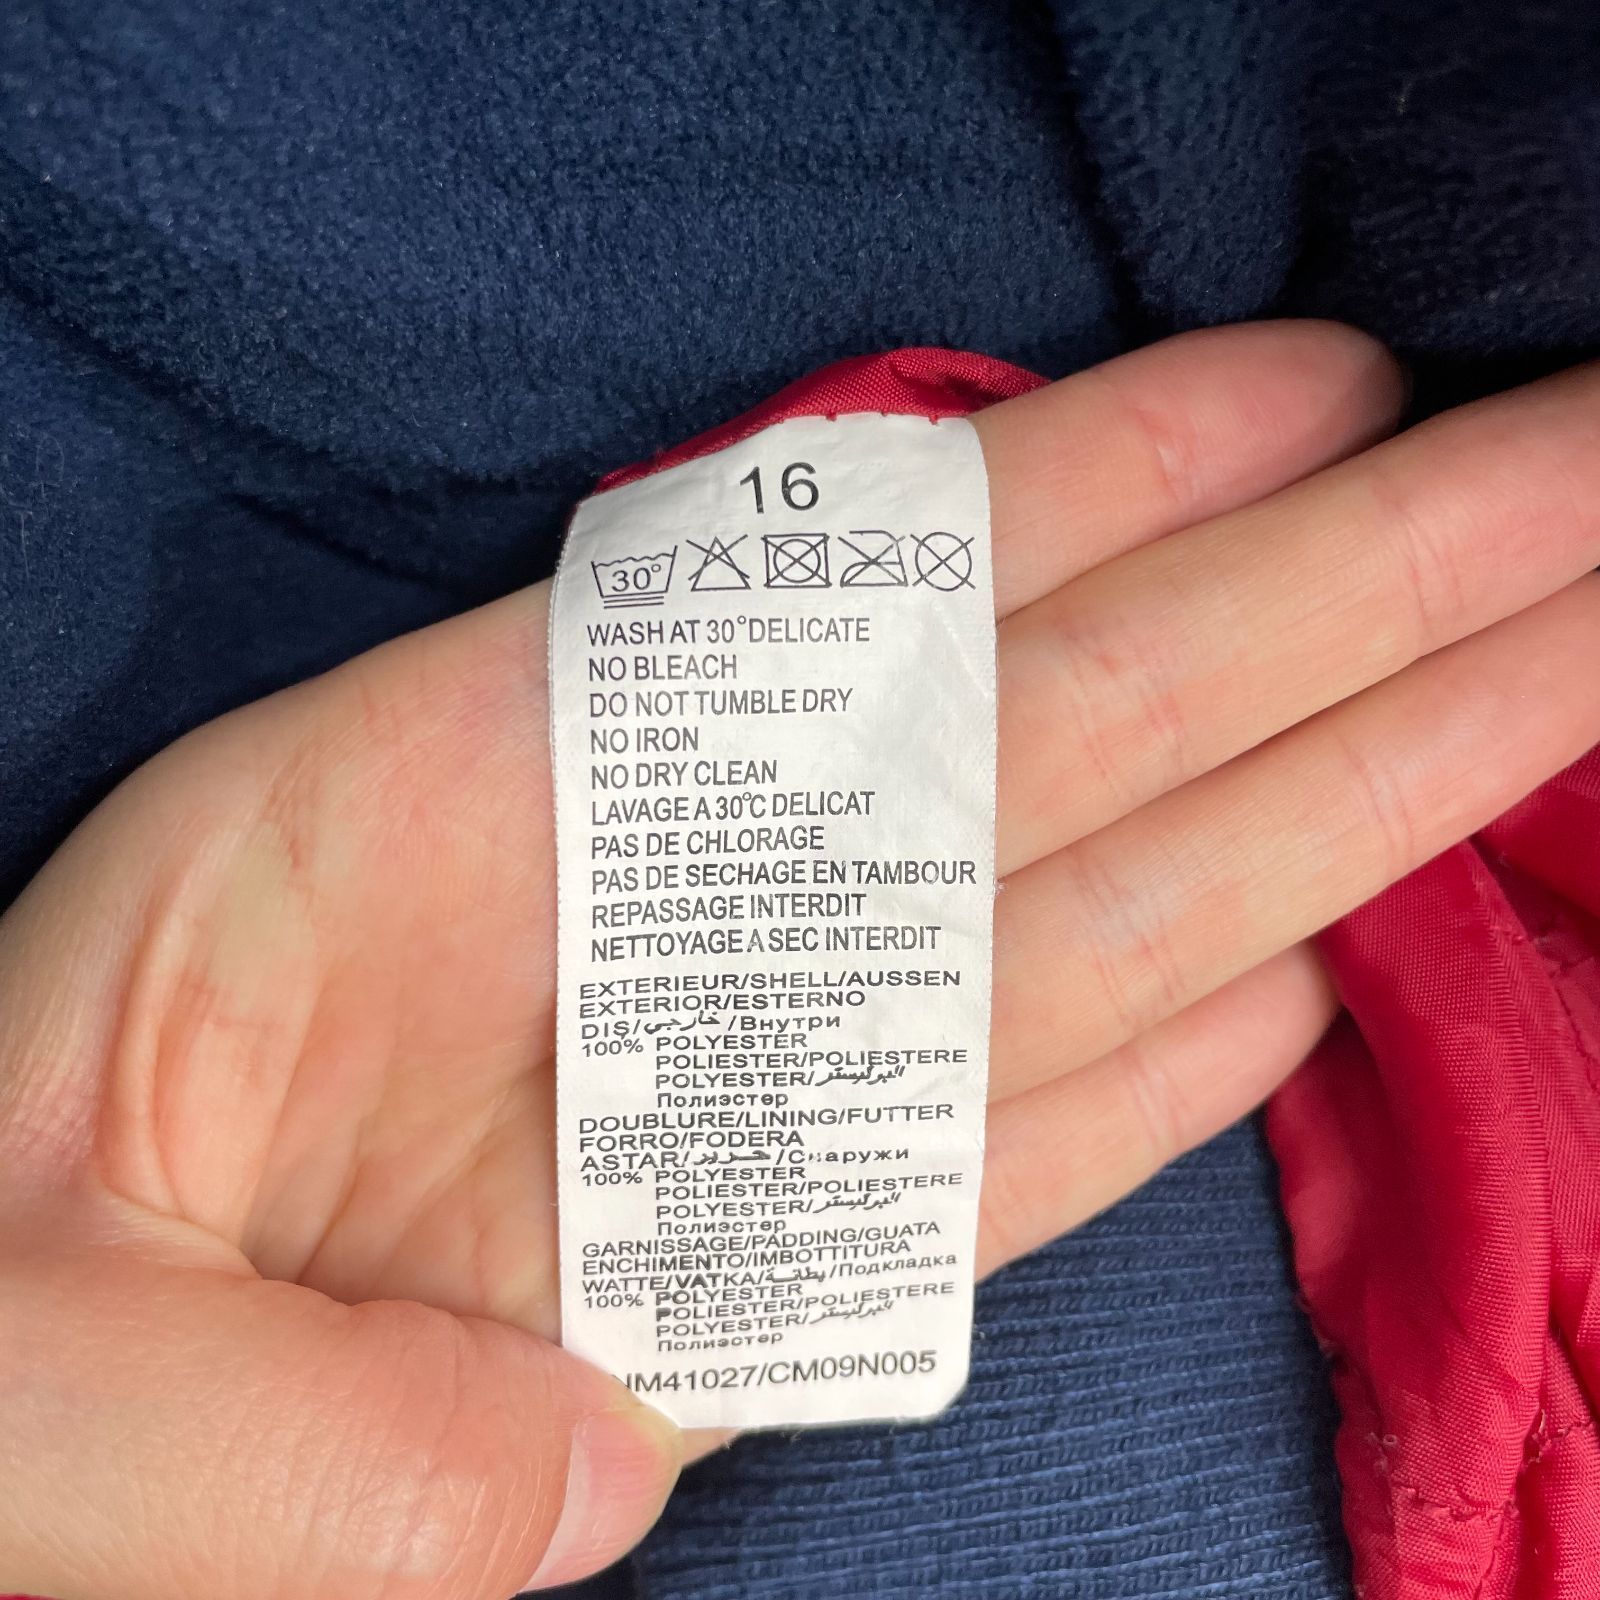 16
30°
WASH AT 30°DELICATE
NO BLEACH
DO NOT TUMBLE DRY
NO IRON
NO DRY CLEAN
LAVAGE A 30°C DELICAT
PAS DE CHLORAGE
PAS DE SECHAGE EN TAMBOUR
REPASSAGE INTERDIT
NETTOYAGE A SEC INTERDIT
EXTERIEUR/SHELL/AUSSEN
EXTERIOR/ESTERNO
DIŞ/خارجي /Внутри
100% POLYESTER
POLIESTER/POLIESTERE
POLYESTER/
Полиэстер
DOUBLURE/LINING/FUTTER
FORRO/FODERA
ASTAR/ /Снаружи
100% POLYESTER
POLIESTER/POLIESTERE
POLYESTER/
Полиэстер
GARNISSAGE/PADDING/GUATA
ENCHIMENTO/IMBOTTITURA
WATTE/VATKA/بطانة/Подкладка
100% POLYESTER
POLIESTER/POLIESTERE
POLYESTER/
Полиэстер
M41027/CM09N005